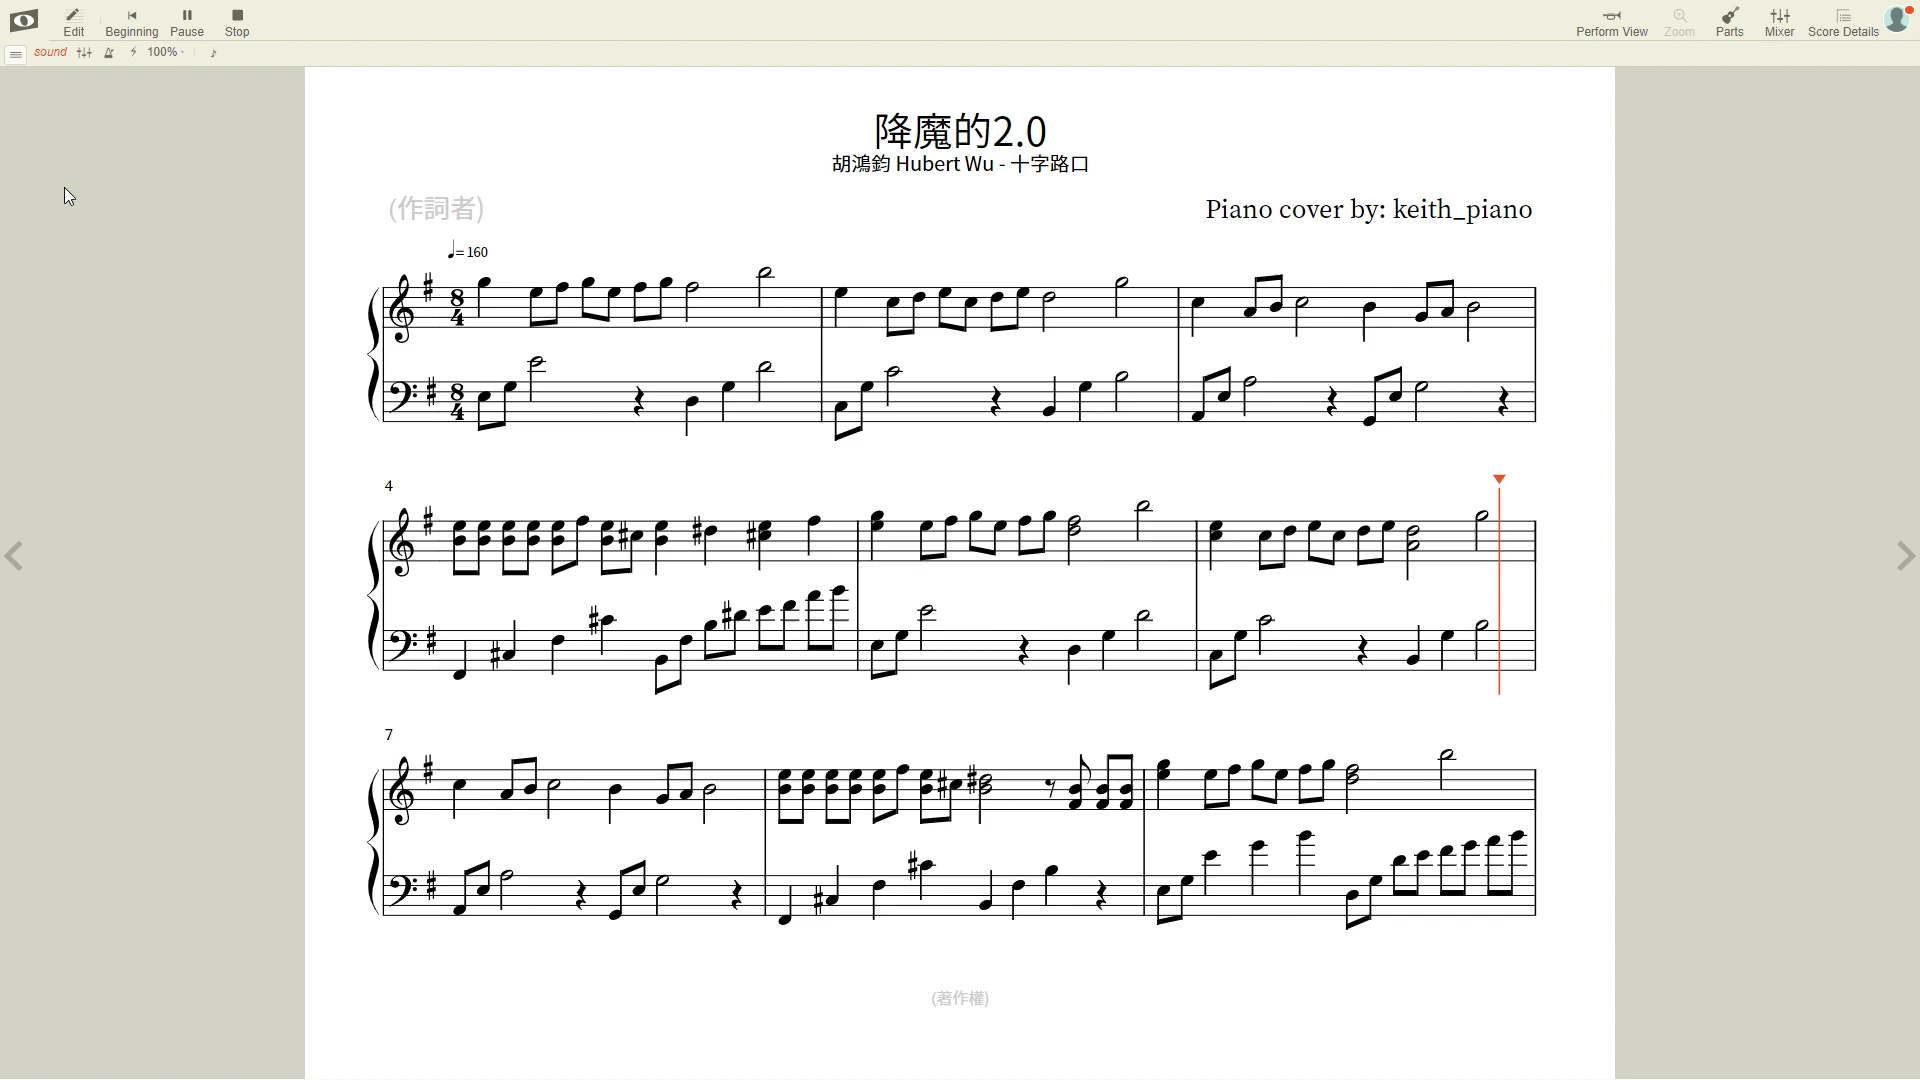 Edit Beginning Pause Stop Perform View Zoom Parts Mixer Score Details
sound 100%
降魔的2.0
胡鴻鈞 Hubert Wu - 十字路口
(作詞者) Piano cover by: keith_piano
= 160
8
4
8
4
4
7
(著作權)